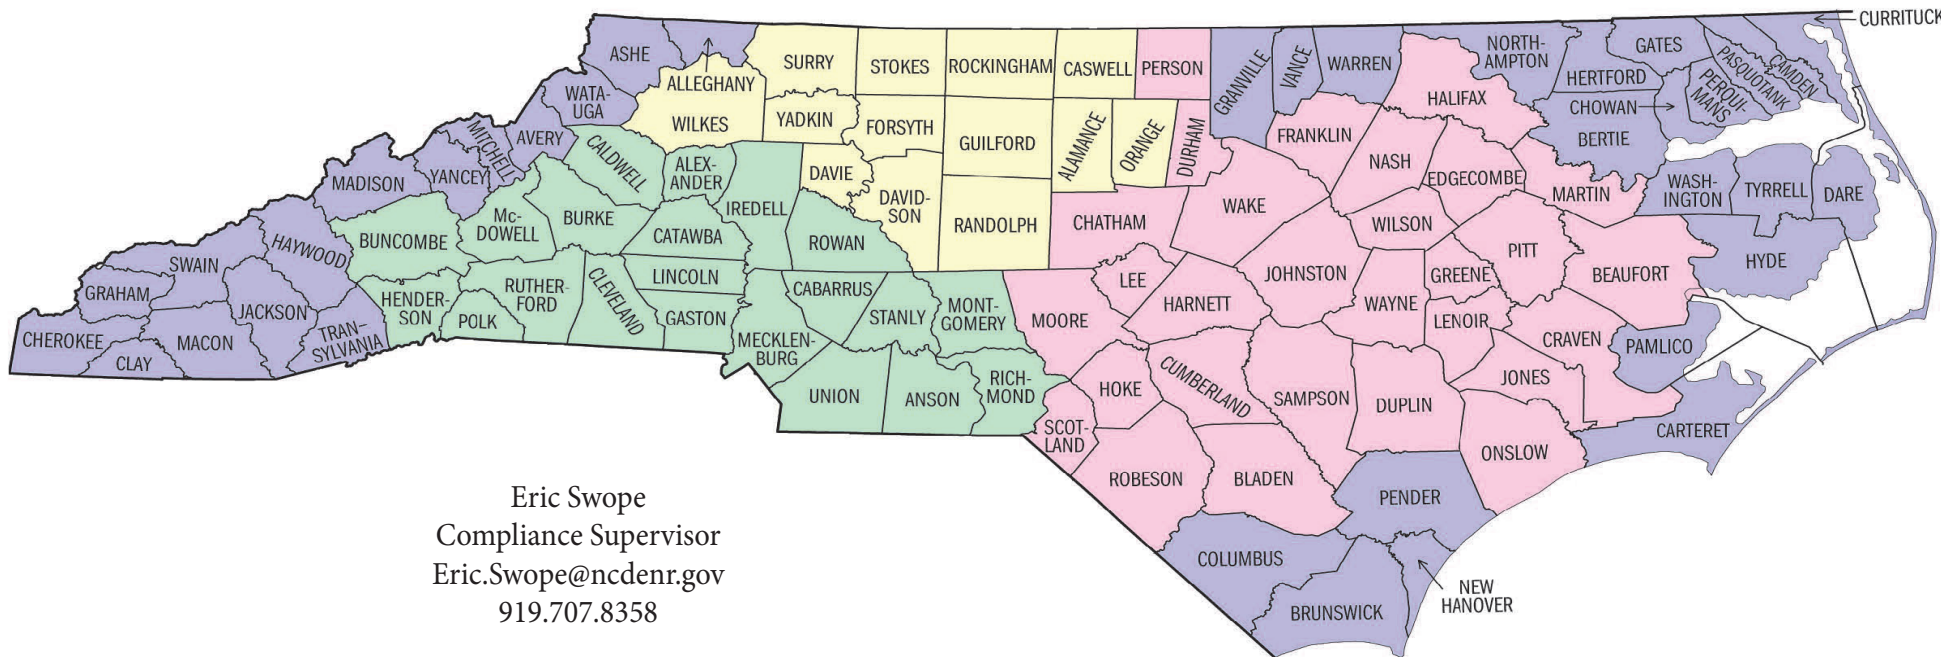 CURRITUCK
ASHE
ALLEGHANY
SURRY
STOKES
ROCKINGHAM
CASWELL
PERSON
GRANVILLE
VANCE
WARREN
NORTH-
AMPTON
GATES
HERTFORD
PASQUOTANK
CAMDEN
PERQUI-
MANS
CHOWAN
BERTIE
HALIFAX
WATA-
UGA
WILKES
YADKIN
FORSYTH
GUILFORD
ALAMANCE
ORANGE
DURHAM
FRANKLIN
NASH
EDGECOMBE
MARTIN
WASH-
INGTON
TYRRELL
DARE
MITCHELL
AVERY
CALDWELL
ALEX-
ANDER
DAVIE
DAVID-
SON
RANDOLPH
CHATHAM
WAKE
WILSON
PITT
BEAUFORT
HYDE
MADISON
YANCEY
Mc-
DOWELL
BURKE
IREDELL
CATAWBA
ROWAN
BUNCOMBE
HAYWOOD
SWAIN
GRAHAM
JACKSON
HENDER-
SON
POLK
RUTHER-
FORD
CLEVELAND
LINCOLN
GASTON
CABARRUS
STANLY
MONT-
GOMERY
MOORE
LEE
HARNETT
JOHNSTON
WAYNE
GREENE
LENOIR
CRAVEN
PAMLICO
CHEROKEE
CLAY
MACON
TRAN-
SYLVANIA
MECKLEN-
BURG
UNION
ANSON
RICH-
MOND
HOKE
CUMBERLAND
SAMPSON
DUPLIN
JONES
CARTERET
SCOT-
LAND
ROBESON
BLADEN
ONSLOW
PENDER
COLUMBUS
BRUNSWICK
NEW
HANOVER
Eric Swope
Compliance Supervisor
Eric.Swope@ncdenr.gov
919.707.8358